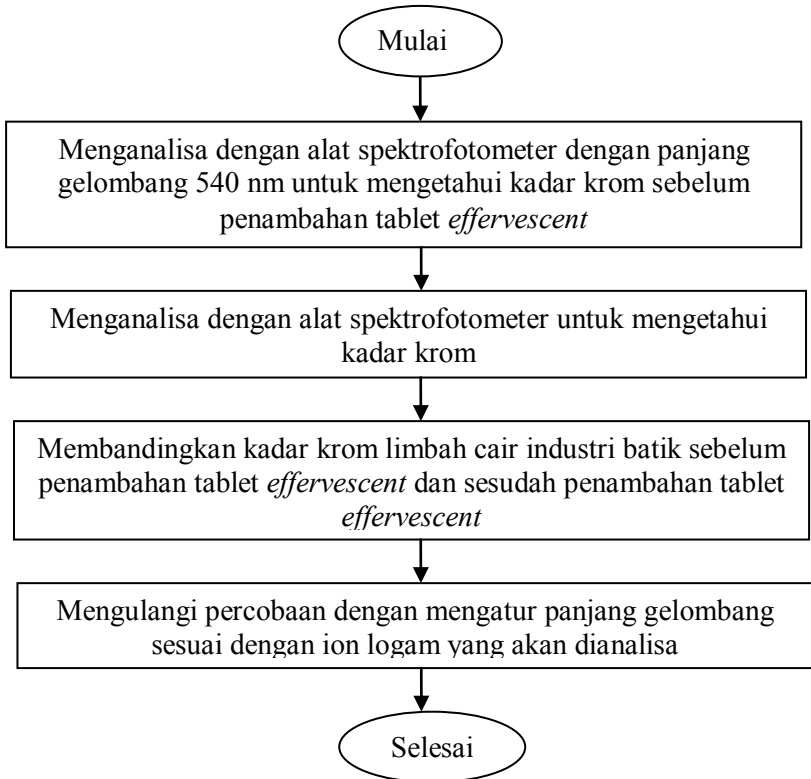 Mulai
Menganalisa dengan alat spektrofotometer dengan panjang
gelombang 540 nm untuk mengetahui kadar krom sebelum
penambahan tablet effervescent
Menganalisa dengan alat spektrofotometer untuk mengetahui
kadar krom
Membandingkan kadar krom limbah cair industri batik sebelum
penambahan tablet effervescent dan sesudah penambahan tablet
effervescent
Mengulangi percobaan dengan mengatur panjang gelombang
sesuai dengan ion logam yang akan dianalisa
Selesai